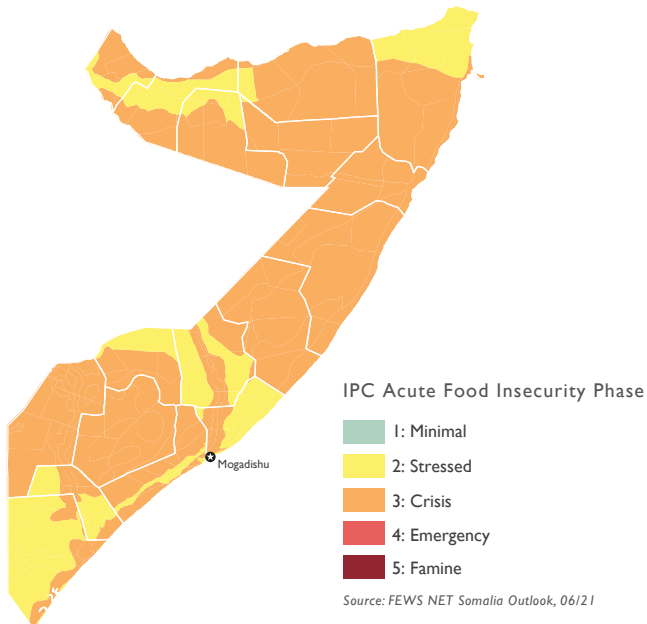 Mogadishu
IPC Acute Food Insecurity Phase
1: Minimal
2: Stressed
3: Crisis
4: Emergency
5: Famine
Source: FEWS NET Somalia Outlook, 06/21